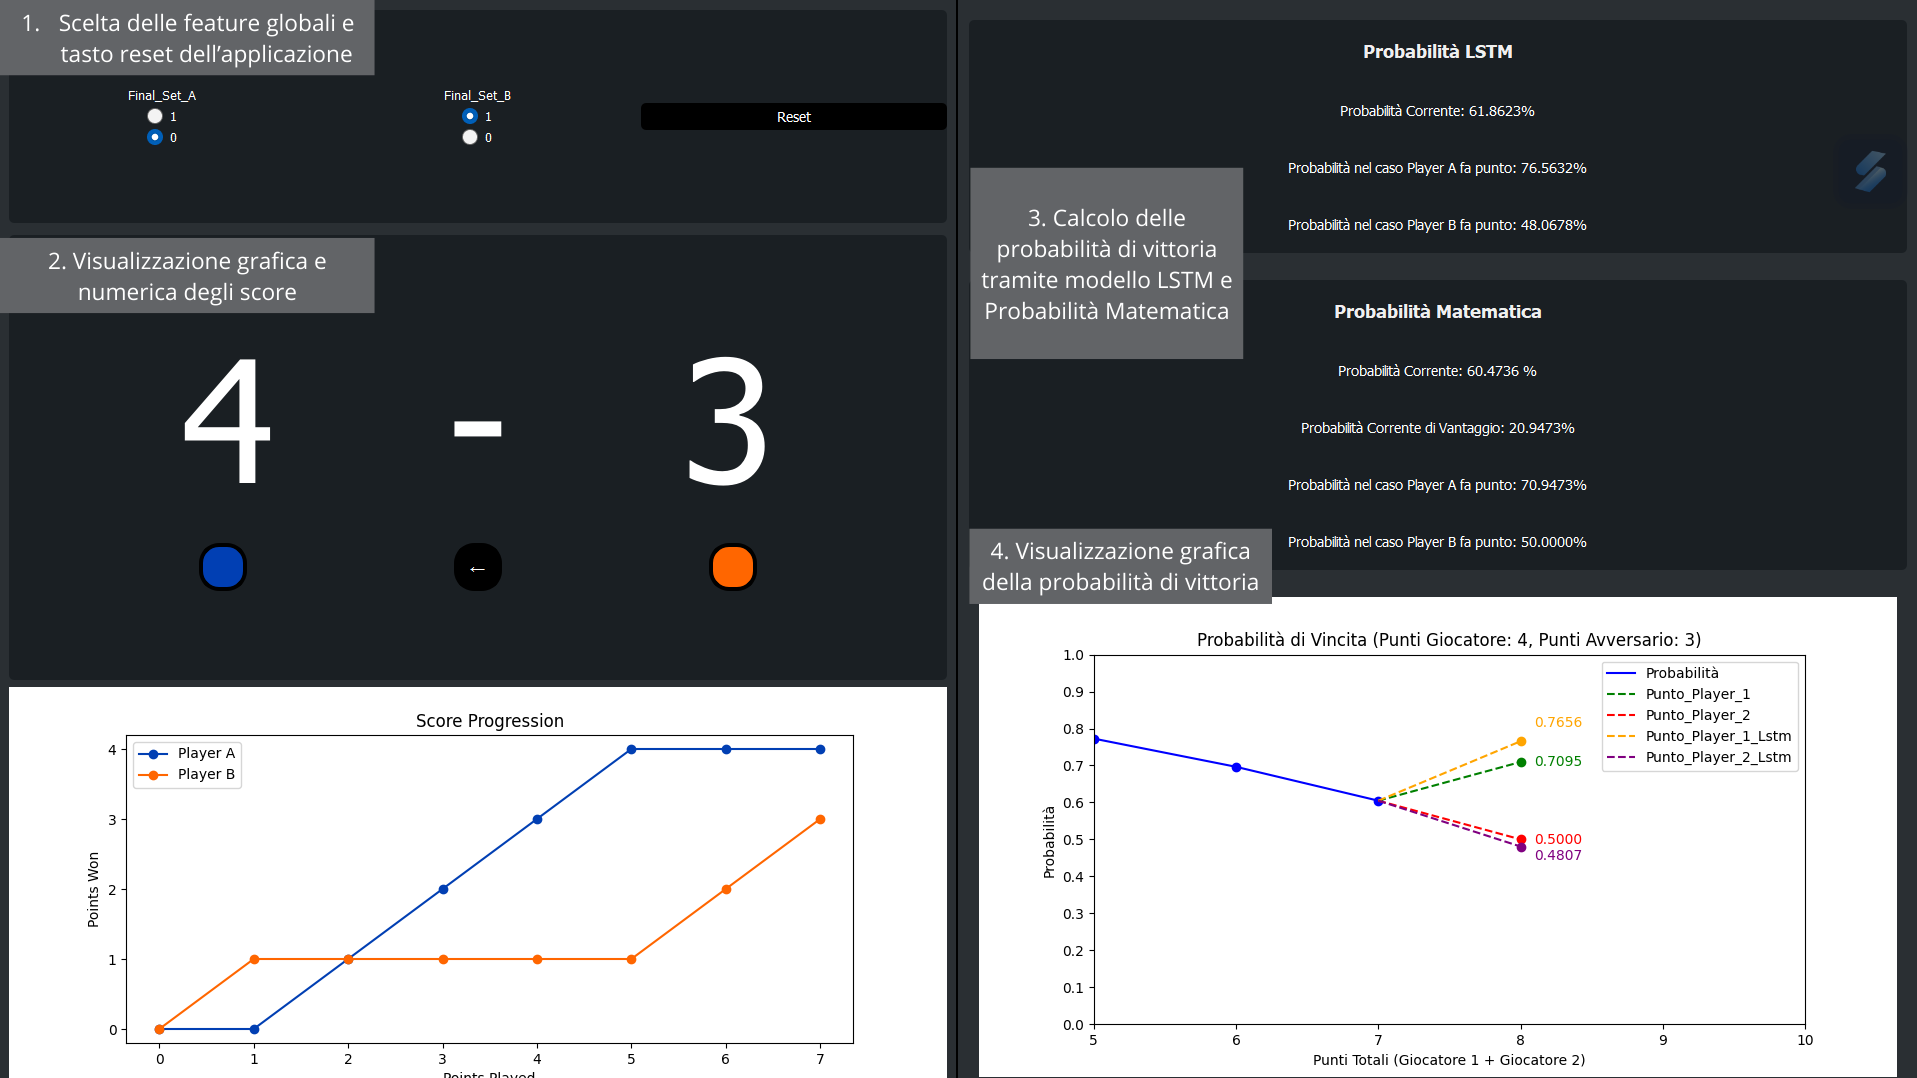 1. Scelta delle feature globali e
tasto reset dell'applicazione
Final_Set_A
1
0
Final_Set_B
1
0
Reset
2. Visualizzazione grafica e
numerica degli score
4 - 3
←
Score Progression
Player A
Player B
Points Won
4
3
2
1
0
0 1 2 3 4 5 6 7
Points Played
Probabilità LSTM
Probabilità Corrente: 61.8623%
Probabilità nel caso Player A fa punto: 76.5632%
Probabilità nel caso Player B fa punto: 48.0678%
3. Calcolo delle
probabilità di vittoria
tramite modello LSTM e
Probabilità Matematica
Probabilità Matematica
Probabilità Corrente: 60.4736 %
Probabilità Corrente di Vantaggio: 20.9473%
Probabilità nel caso Player A fa punto: 70.9473%
Probabilità nel caso Player B fa punto: 50.0000%
4. Visualizzazione grafica
della probabilità di vittoria
Probabilità di Vincita (Punti Giocatore: 4, Punti Avversario: 3)
Probabilità
Punto_Player_1
Punto_Player_2
Punto_Player_1_Lstm
Punto_Player_2_Lstm
0.7656
0.7095
0.5000
0.4807
Probabilità
1.0
0.9
0.8
0.7
0.6
0.5
0.4
0.3
0.2
0.1
0.0
5 6 7 8 9 10
Punti Totali (Giocatore 1 + Giocatore 2)